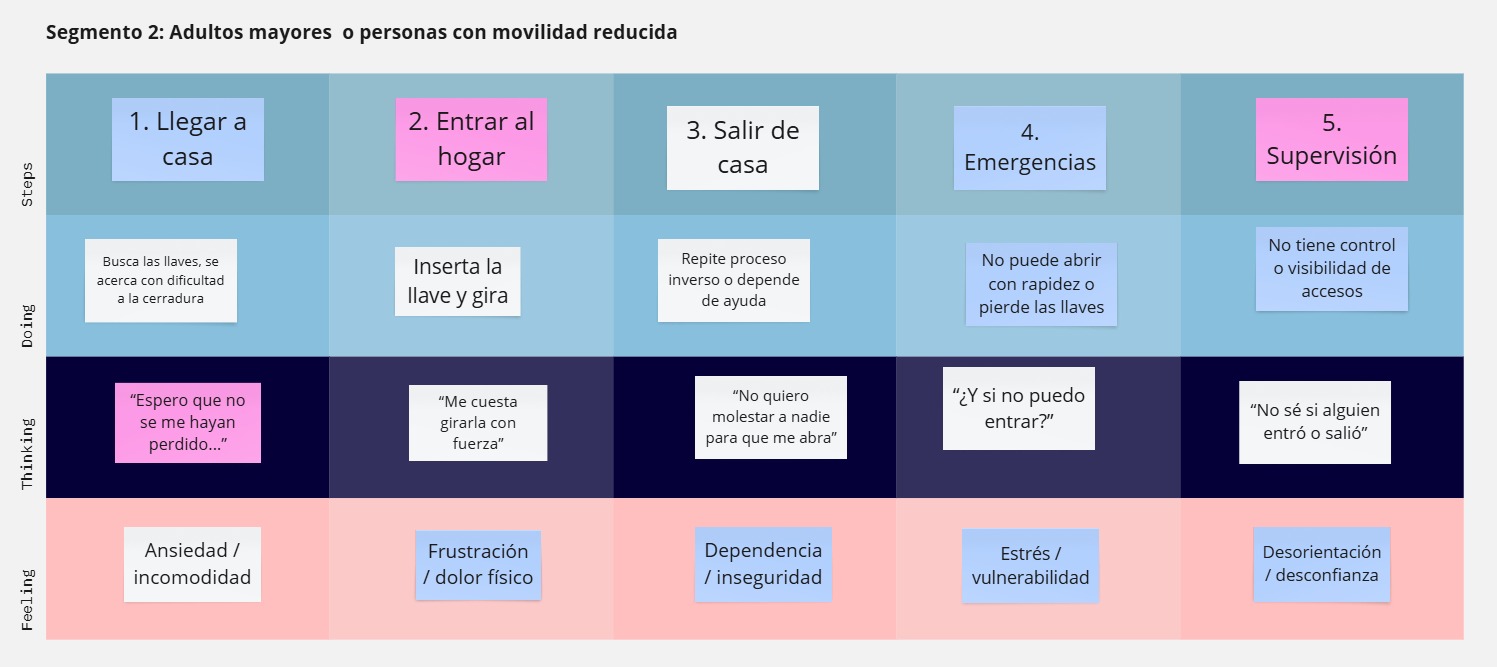 Segmento 2: Adultos mayores  o personas con movilidad reducida
Steps
1. Llegar a
casa
2. Entrar al
hogar
3. Salir de
casa
4.
Emergencias
5.
Supervisión
Doing
Busca las llaves, se
acerca con dificultad
a la cerradura
Inserta la
llave y gira
Repite proceso
inverso o depende
de ayuda
No puede abrir
con rapidez o
pierde las llaves
No tiene control
o visibilidad de
accesos
Thinking
“Espero que no
se me hayan
perdido...”
“Me cuesta
girarla con
fuerza”
“No quiero
molestar a nadie
para que me abra”
“¿Y si no puedo
entrar?”
“No sé si alguien
entró o salió”
Feeling
Ansiedad /
incomodidad
Frustración
/ dolor físico
Dependencia
/ inseguridad
Estrés /
vulnerabilidad
Desorientación
/ desconfianza